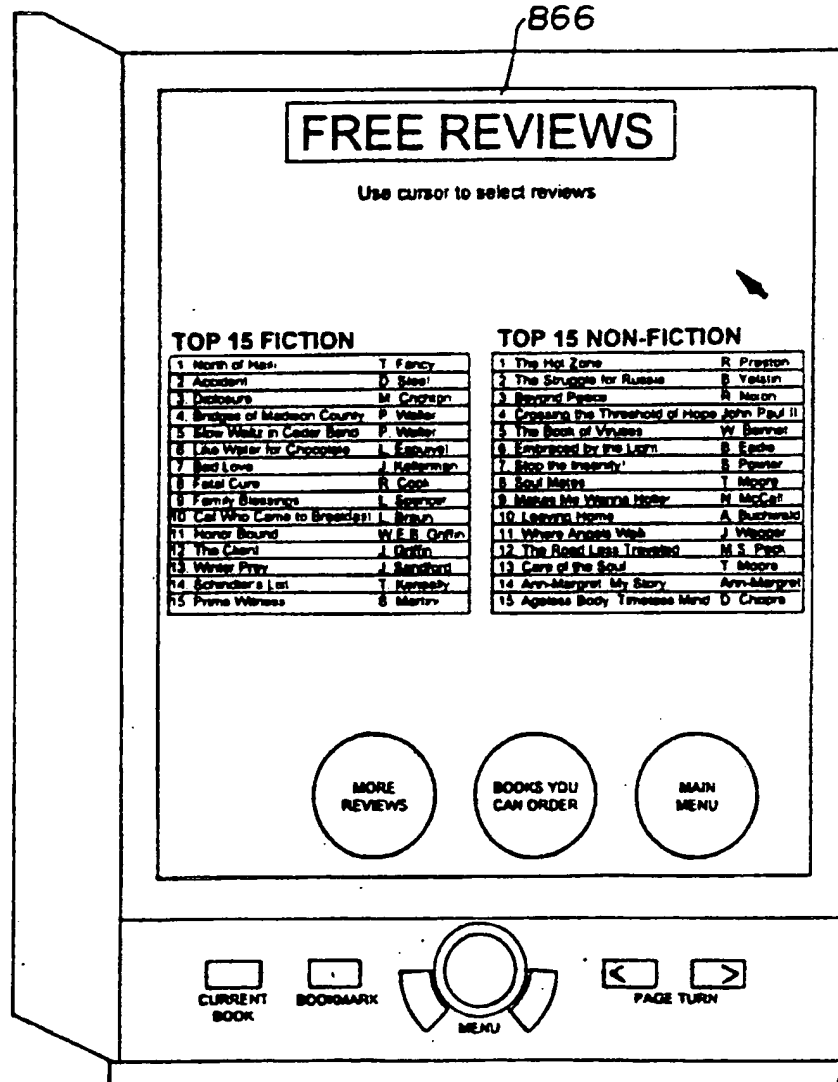 866
FREE REVIEWS
Use cursor to select reviews
TOP 15 FICTION
1 North of T. Fancy
2 Accident D. Steel
3. Disclosure M. Crichton
4. Bridges of Madison County P. Waller
5 Slow Waltz in Cedar Bend P. Waller
6 Like Water for Chocolate L. Esquivel
7 Bad Love J. Kellerman
8 Fatal Cure R. Cook
9 Family Blessings L. Spencer
10 Cat Who Came to Breakfast L. Braun
11 Honor Bound W.E.B. Griffin
12 The Client J. Griffin
13. Winter Prey J. Sandford
14 Schindler's List T. Keneally
15 Prime Witness S. Martini
TOP 15 NON-FICTION
1 The Hot Zone R. Preston
2 The Struggle for Russia B Yelstin
3 Beyond Peace R Nixon
4 Crossing the Threshold of Hope John Paul II
5 The Book of Viruses W. Bennet
6 Embraced by the Light B Eadie
7 Stop the Insanity! S Powter
8 Soul Mates T Moore
9 Makes Me Wanna Holler N McCall
10 Leaving Home A. Buchwald
11 Where Angels Walk J
12 The Road Less Traveled M.S. Peck
13 Care of the Soul T Moore
14 Ann-Margret My Story Ann-Margret
15 Ageless Body Timeless Mind D Chopra
MORE REVIEWS
BOOKS YOU CAN ORDER
MAIN MENU
CURRENT BOOK
BOOKMARK
MENU
< >
PAGE TURN